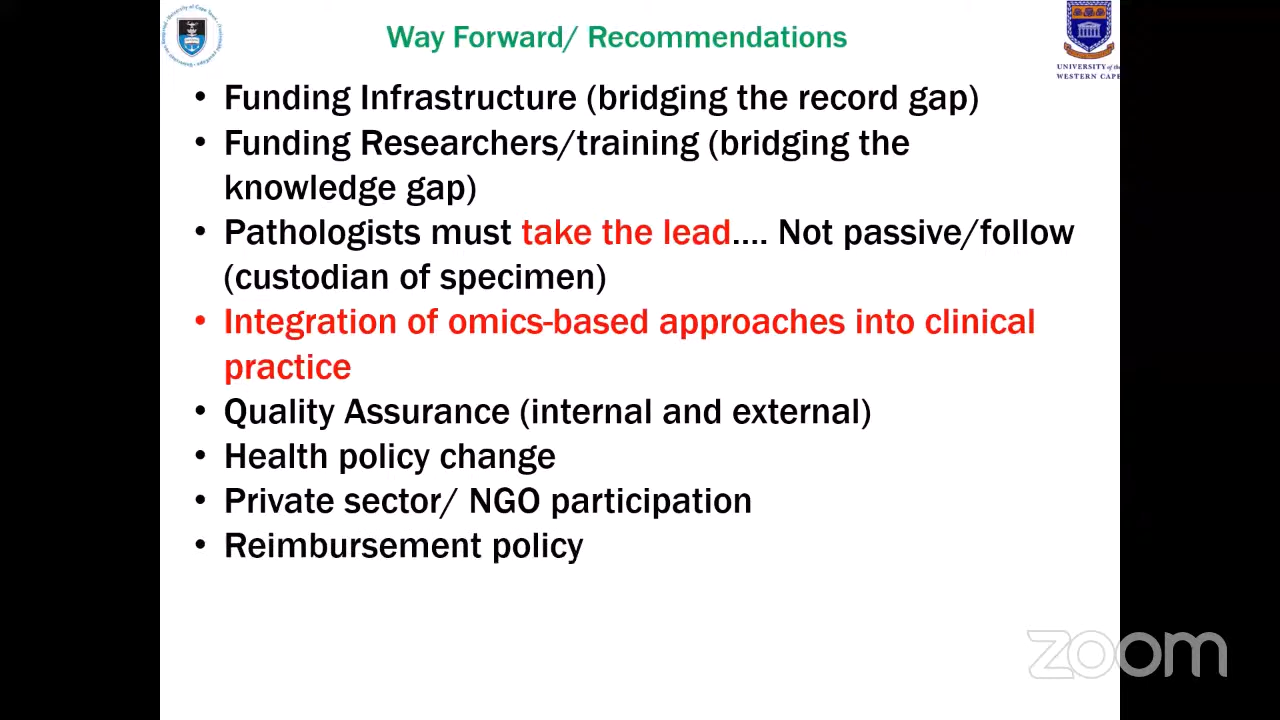 Way Forward/ Recommendations
UNIVERSITY of the
WESTERN CAPE
• Funding Infrastructure (bridging the record gap)
• Funding Researchers/training (bridging the
knowledge gap)
• Pathologists must take the lead.... Not passive/follow
(custodian of specimen)
• Integration of omics-based approaches into clinical
practice
• Quality Assurance (internal and external)
• Health policy change
• Private sector/ NGO participation
• Reimbursement policy
zoom